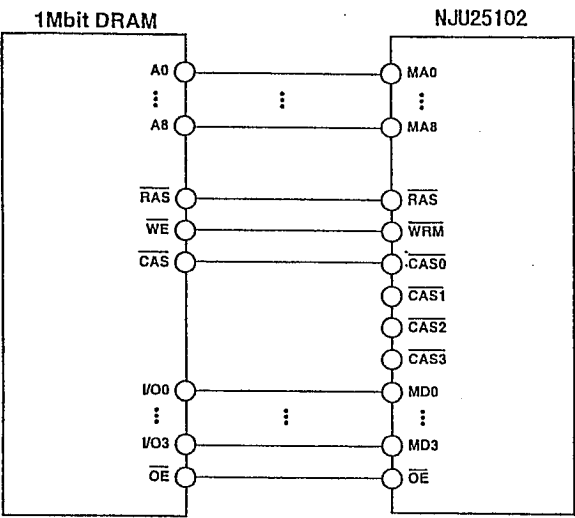 1Mbit DRAM NJU25102
A0 MA0
A8 MA8
RAS RAS
WE WRM
CAS CAS0
CAS1
CAS2
CAS3
I/O0 MD0
I/O3 MD3
OE OE